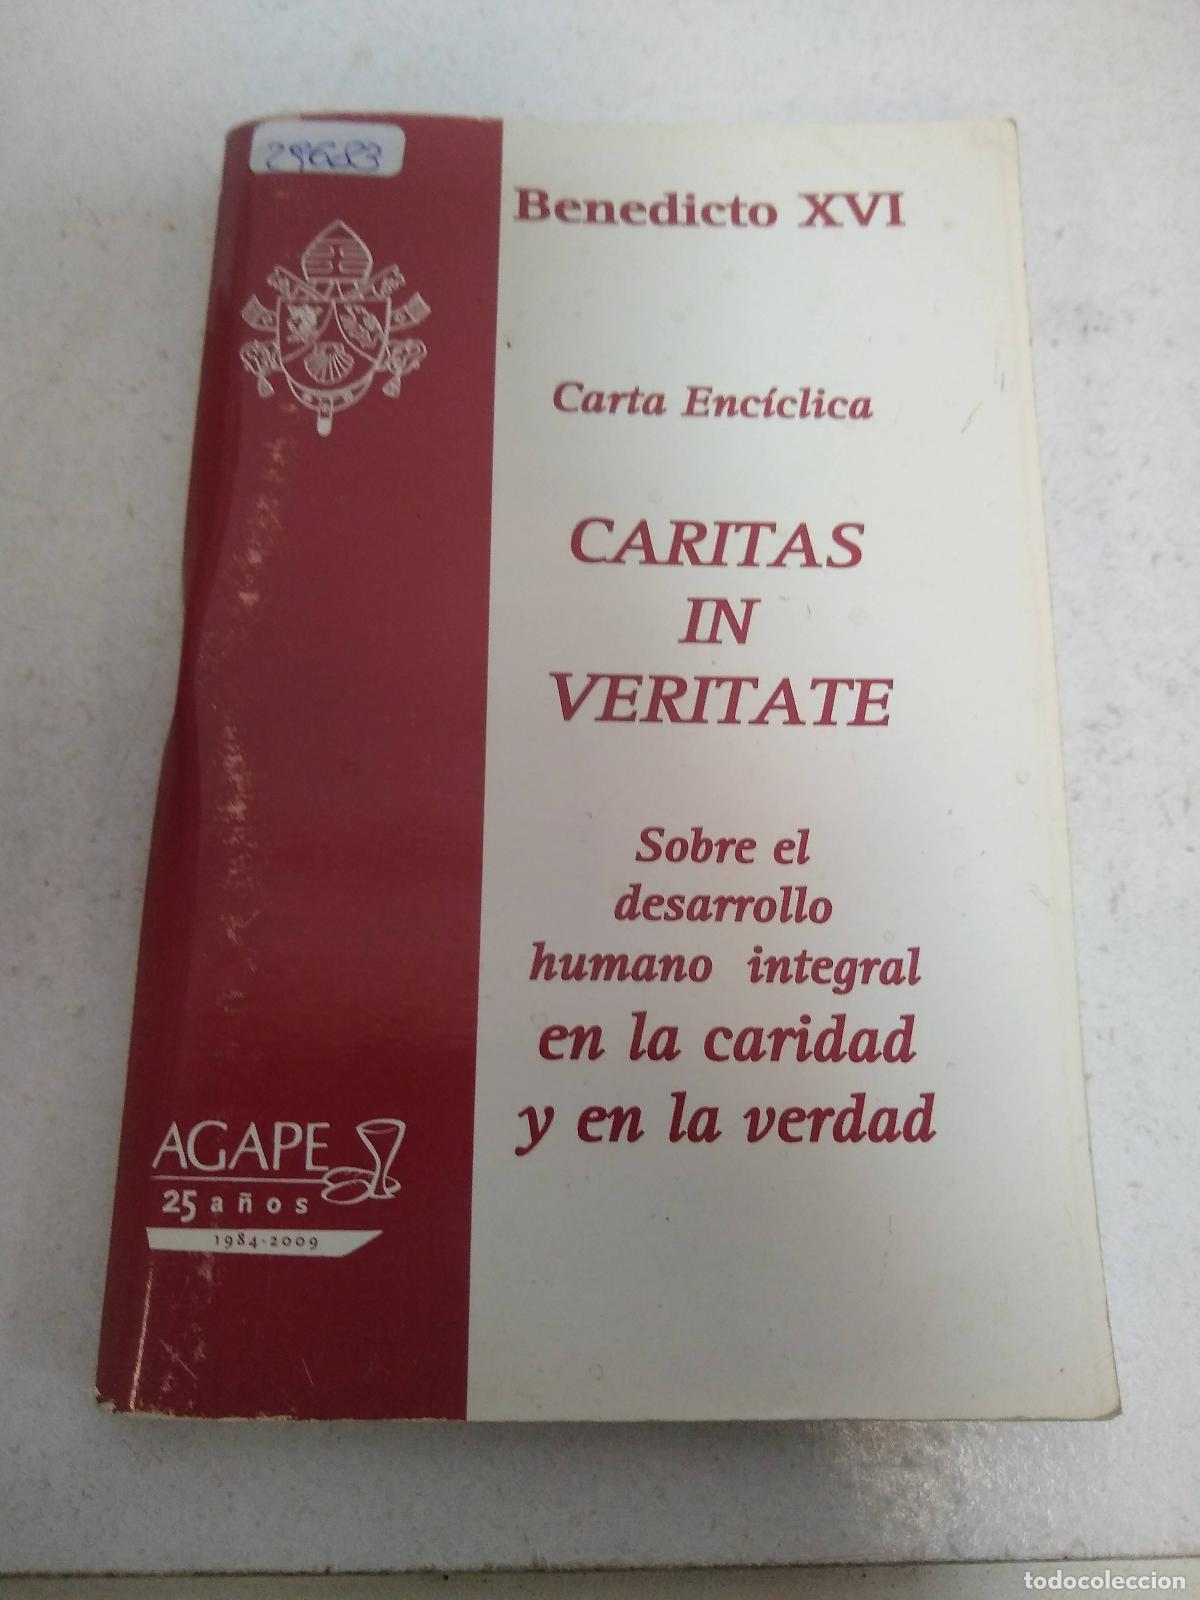 Benedicto XVI
Carta Encíclica
CARITAS
IN
VERITATE
Sobre el
desarrollo
humano integral
en la caridad
y en la verdad
AGAPE
25 años
1984-2009
todocoleccion